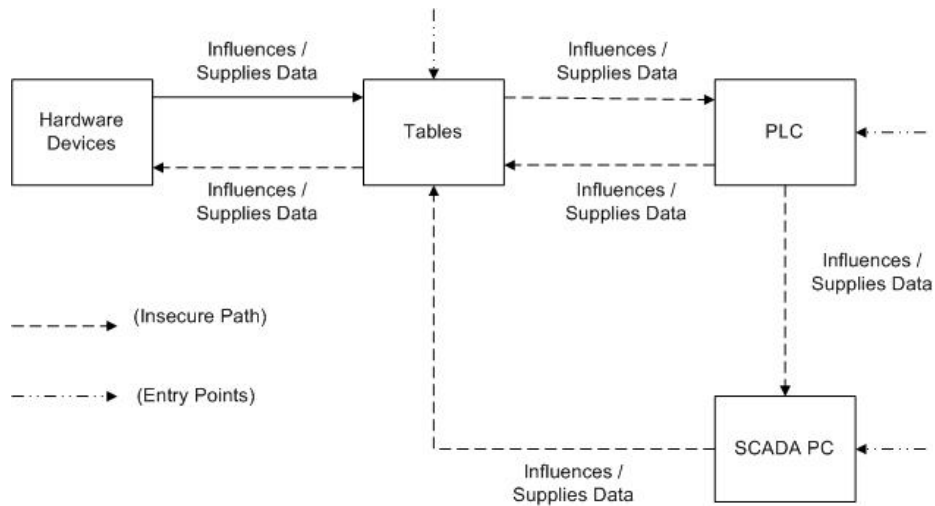 Influences /
Supplies Data
Influences /
Supplies Data
Hardware
Devices
Tables
PLC
Influences /
Supplies Data
Influences /
Supplies Data
Influences /
Supplies Data
(Insecure Path)
(Entry Points)
SCADA PC
Influences /
Supplies Data